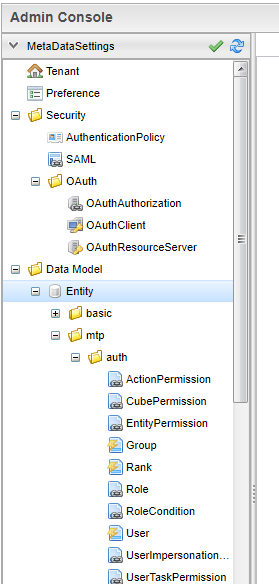 Admin Console
MetaDataSettings
Tenant
Preference
Security
AuthenticationPolicy
SAML
OAuth
OAuthAuthorization
OAuthClient
OAuthResourceServer
Data Model
Entity
basic
mtp
auth
ActionPermission
CubePermission
EntityPermission
Group
Rank
Role
RoleCondition
User
UserImpersonation...
UserTaskPermission